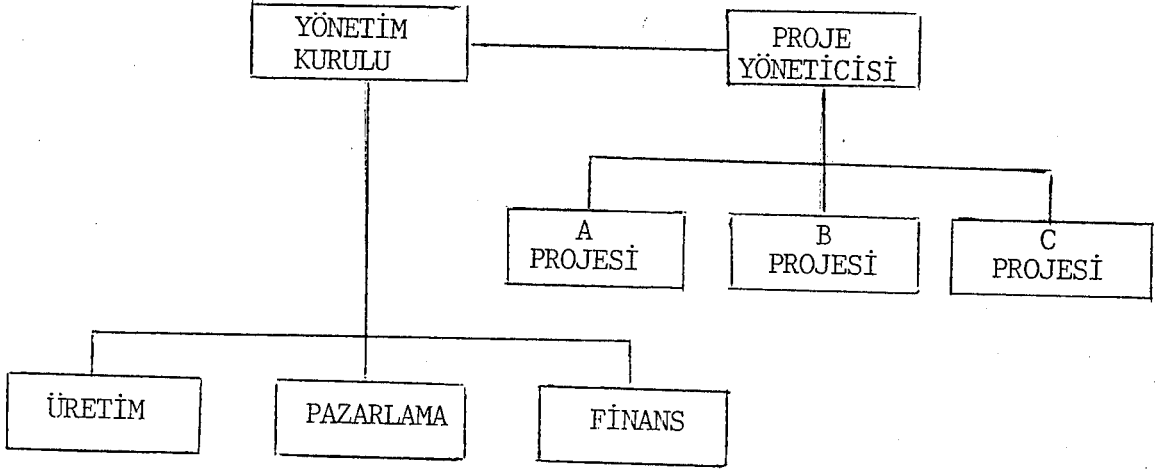 YÖNETİM
KURULU
PROJE
YÖNETİCİSİ
A
PROJESİ
B
PROJESİ
C
PROJESİ
ÜRETİM
PAZARLAMA
FİNANS